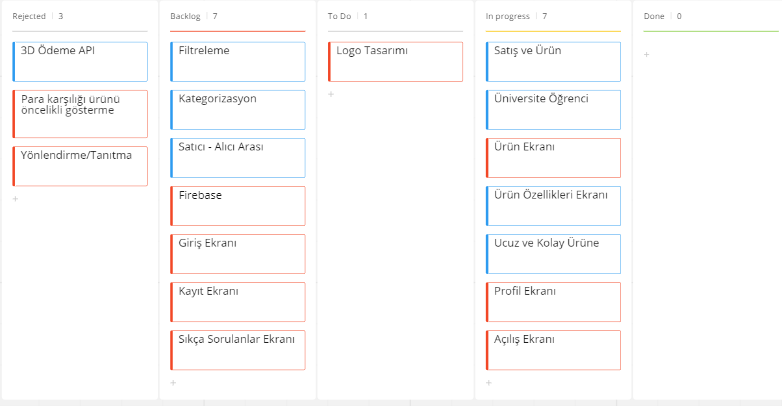 Rejected 3
3D Ödeme API
Para karşılığı ürünü
öncelikli gösterme
Yönlendirme/Tanıtma
+
Backlog 7
Filtreleme
Kategorizasyon
Satıcı - Alıcı Arası
Firebase
Giriş Ekranı
Kayıt Ekranı
Sıkça Sorulanlar Ekranı
+
To Do 1
Logo Tasarımı
+
In progress 7
Satış ve Ürün
Üniversite Öğrenci
Ürün Ekranı
Ürün Özellikleri Ekranı
Ucuz ve Kolay Ürüne
Profil Ekranı
Açılış Ekranı
+
Done 0
+